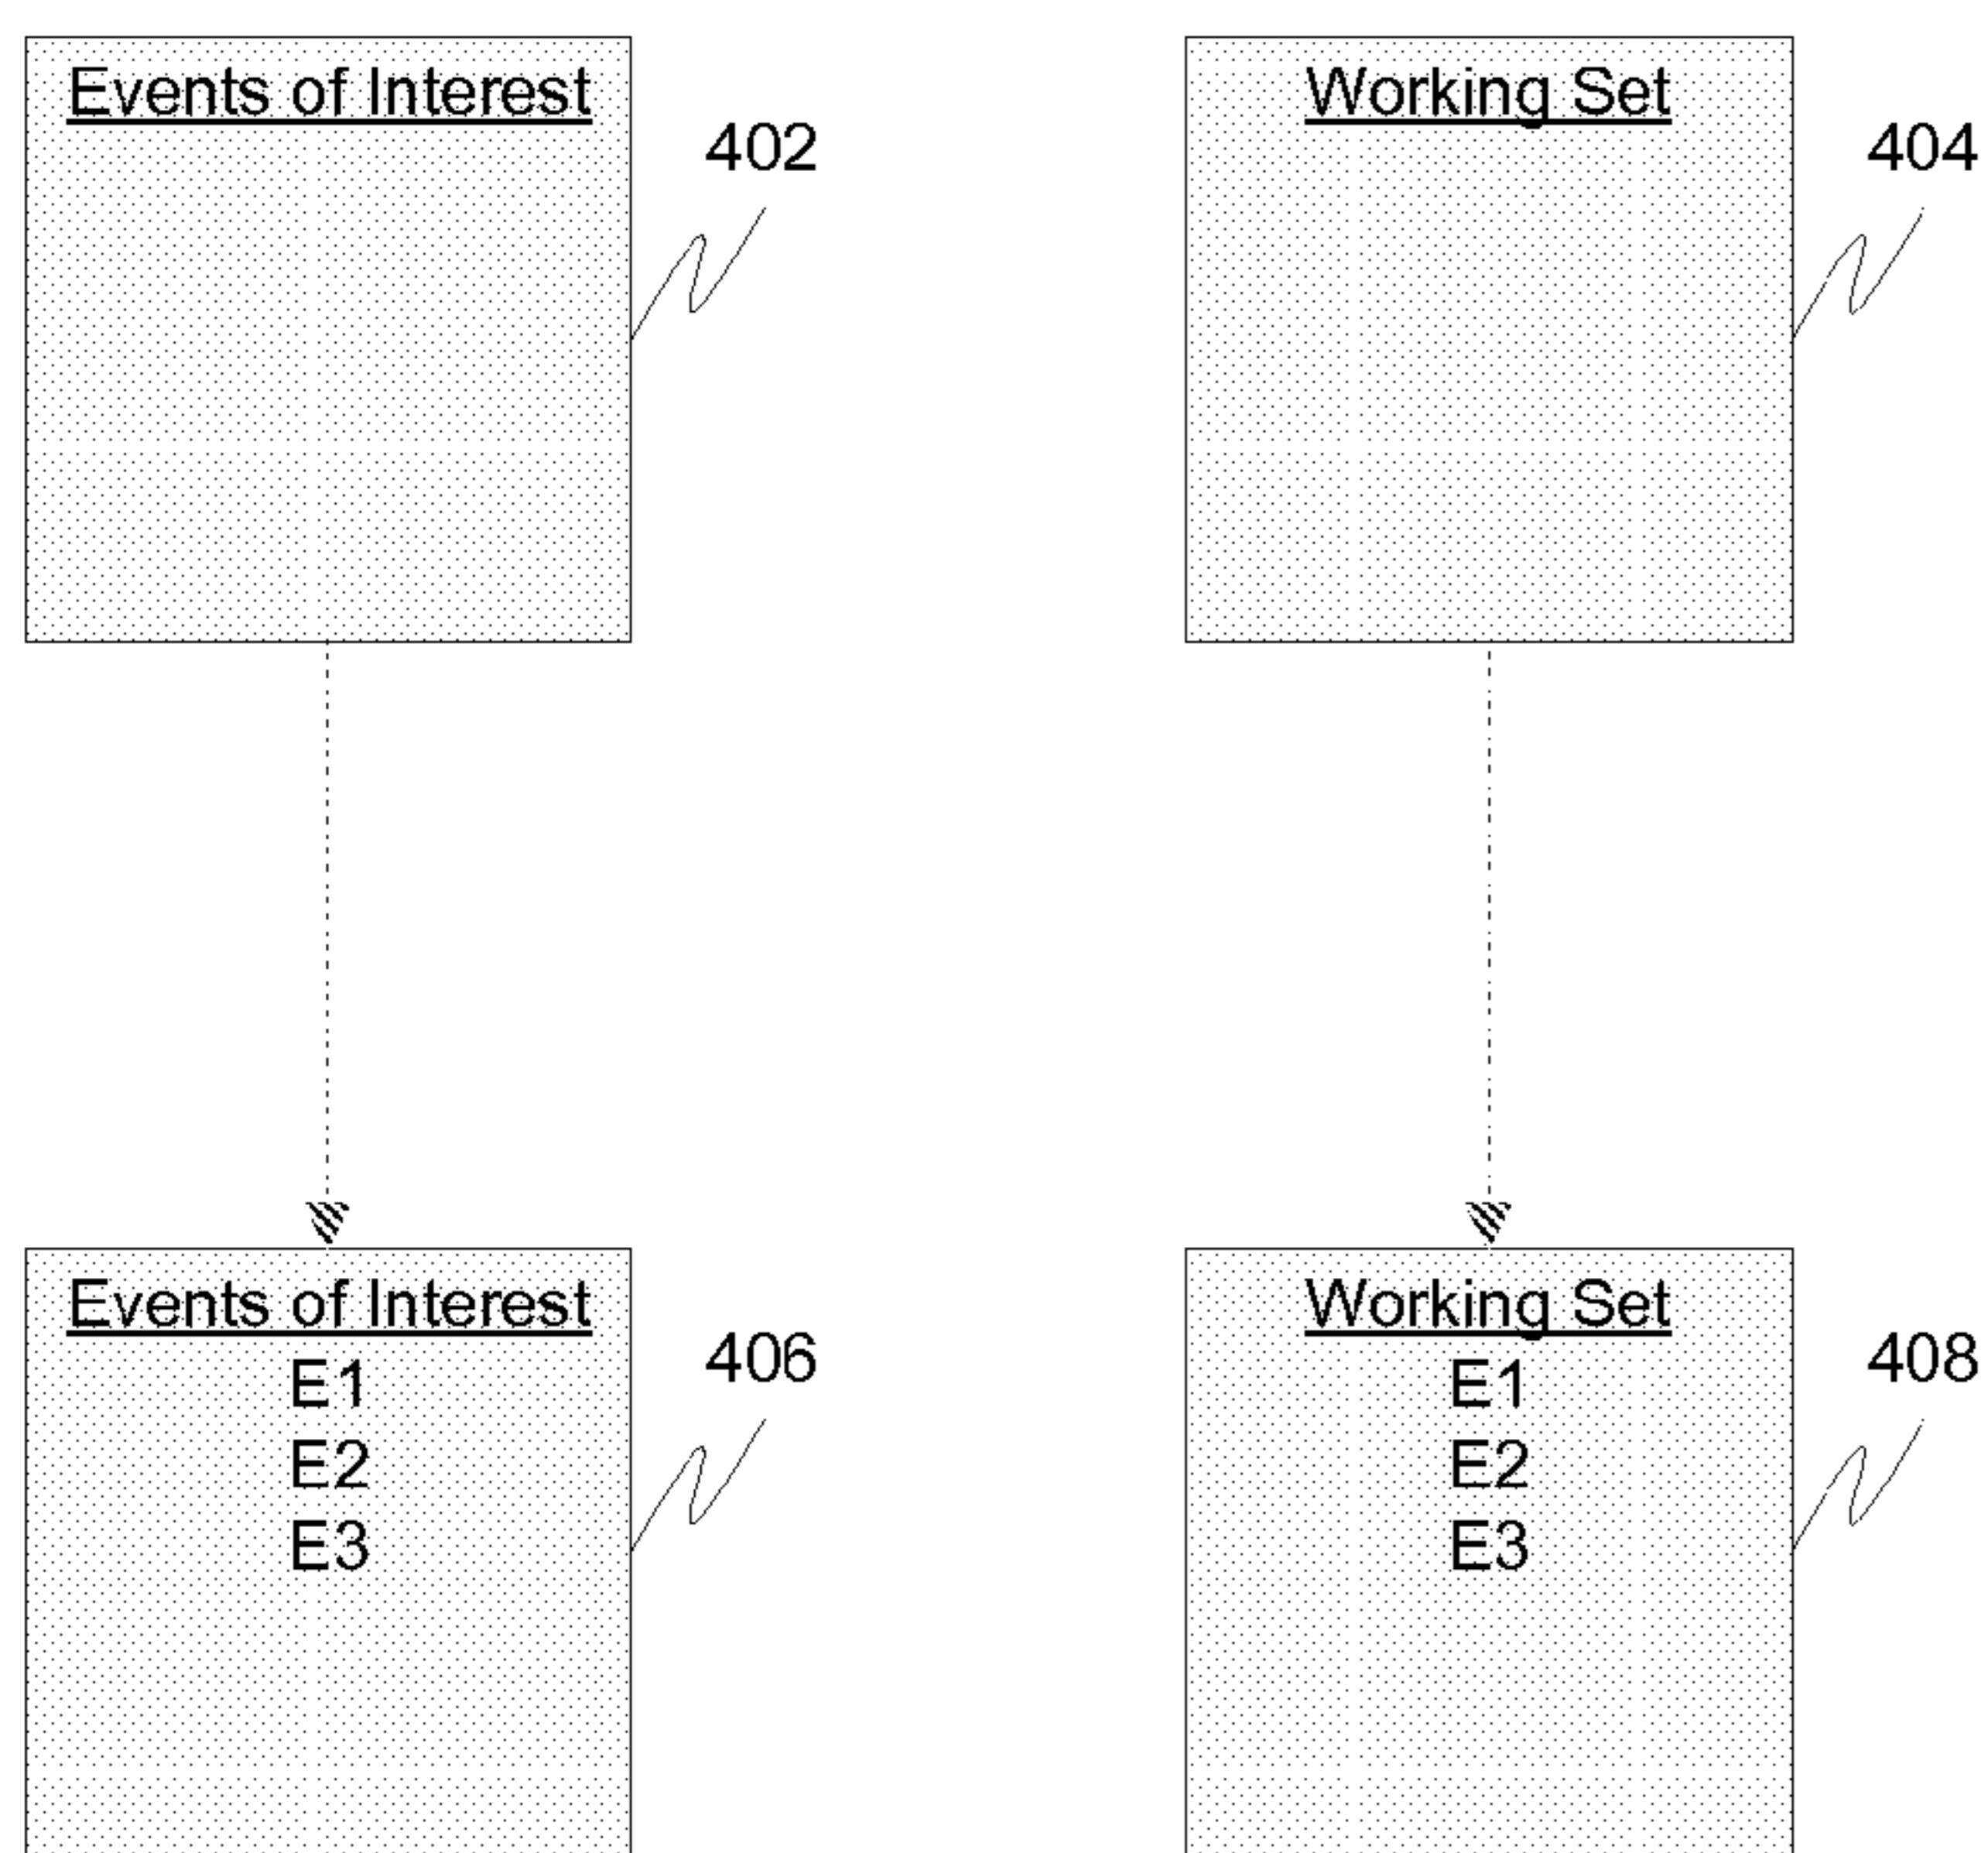 Events of Interest
402
Working Set
404
Events of Interest
E1
E2
E3
406
Working Set
E1
E2
E3
408